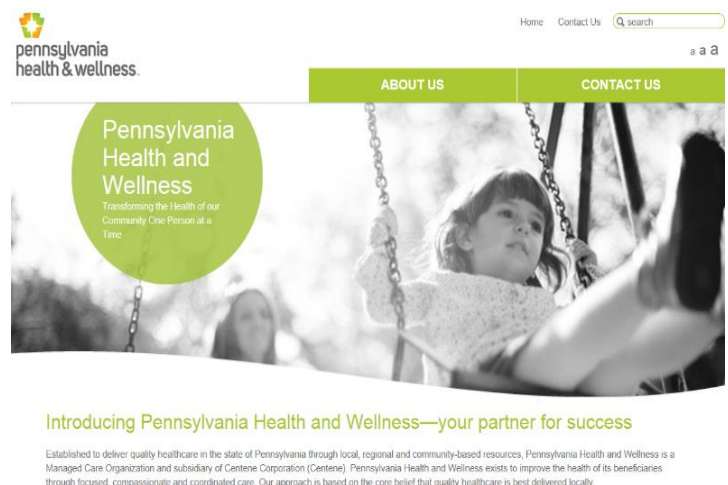 Home Contact Us search
pennsylvania
health & wellness.
a a a
ABOUT US CONTACT US
Pennsylvania
Health and
Wellness
Transforming the Health of our
Community One Person at a
Time
Introducing Pennsylvania Health and Wellness—your partner for success
Established to deliver quality healthcare in the state of Pennsylvania through local, regional and community-based resources, Pennsylvania Health and Wellness is a
Managed Care Organization and subsidiary of Centene Corporation (Centene). Pennsylvania Health and Wellness exists to improve the health of its beneficiaries
through focused, compassionate and coordinated care. Our approach is based on the core belief that quality healthcare is best delivered locally.